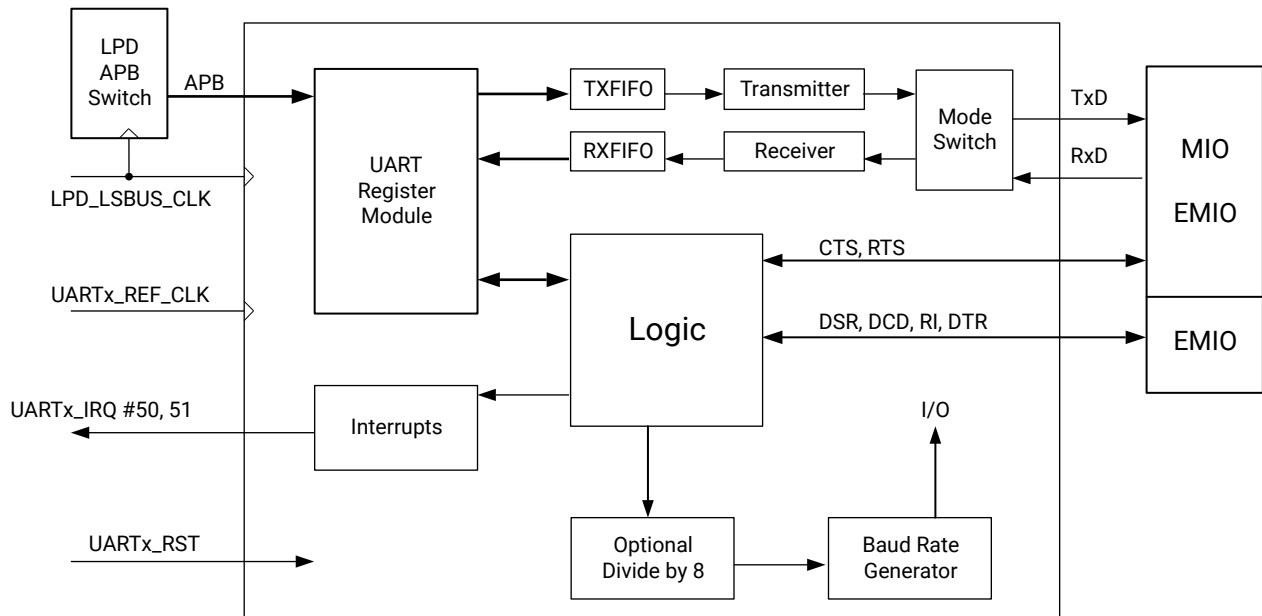 LPD
APB
Switch
APB
LPD_LSBUS_CLK
UARTx_REF_CLK
UARTx_IRQ #50, 51
UARTx_RST
UART
Register
Module
TXFIFO
Transmitter
RXFIFO
Receiver
Mode
Switch
TxD
RxD
MIO
EMIO
CTS, RTS
Logic
DSR, DCD, RI, DTR
EMIO
Interrupts
I/O
Optional
Divide by 8
Baud Rate
Generator